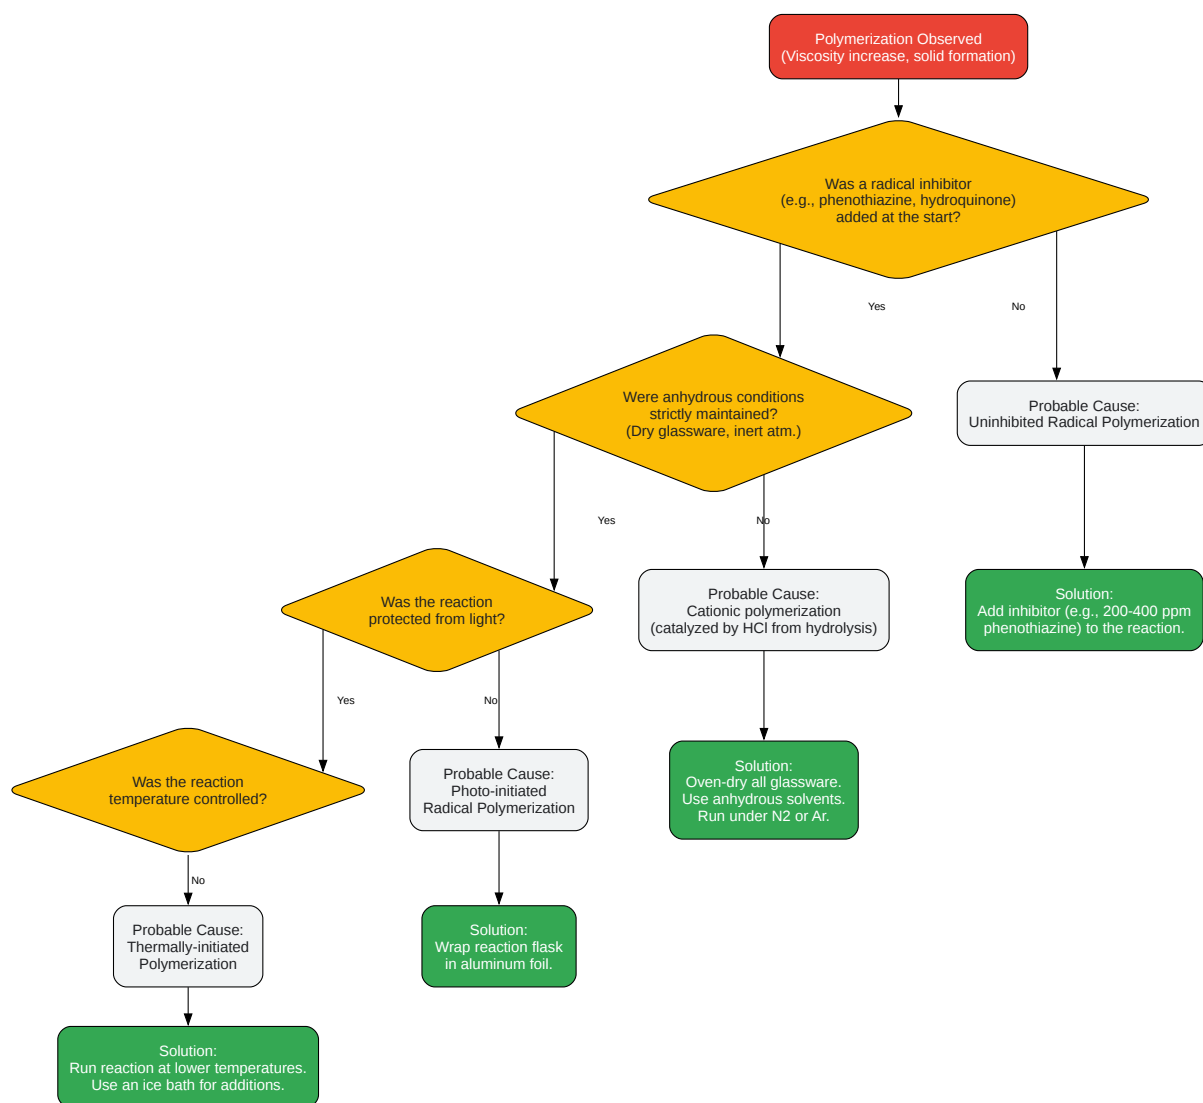 Polymerization Observed
(Viscosity increase, solid formation)
Was a radical inhibitor
(e.g., phenothiazine, hydroquinone)
added at the start?
Yes
No
Were anhydrous conditions
strictly maintained?
(Dry glassware, inert atm.)
Probable Cause:
Uninhibited Radical Polymerization
Yes
No
Was the reaction
protected from light?
Probable Cause:
Cationic polymerization
(catalyzed by HCl from hydrolysis)
Solution:
Add inhibitor (e.g., 200-400 ppm
phenothiazine) to the reaction.
Yes
No
Was the reaction
temperature controlled?
Probable Cause:
Photo-initiated
Radical Polymerization
Solution:
Oven-dry all glassware.
Use anhydrous solvents.
Run under N2 or Ar.
No
Probable Cause:
Thermally-initiated
Polymerization
Solution:
Wrap reaction flask
in aluminum foil.
Solution:
Run reaction at lower temperatures.
Use an ice bath for additions.